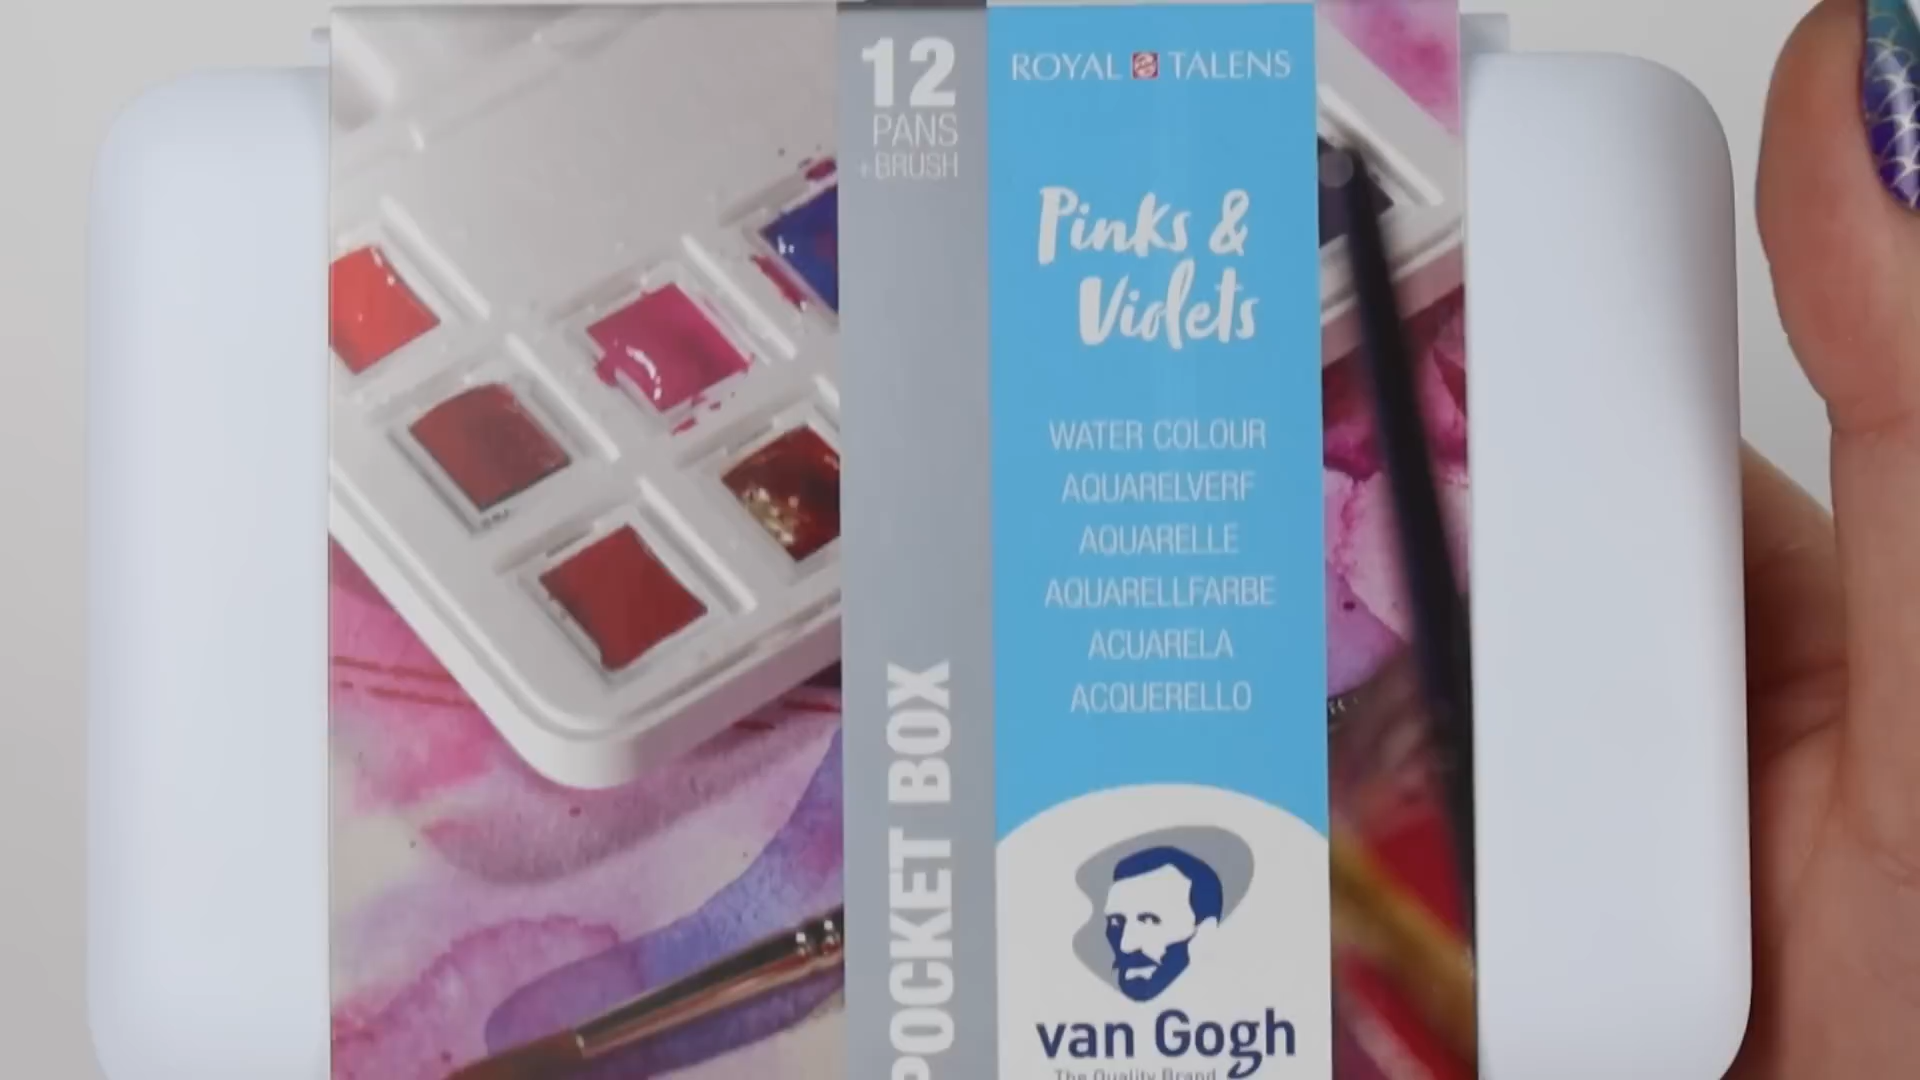 12
PANS
+BRUSH
POCKET BOX
ROYAL TALENS
Pinks &
Violets
WATER COLOUR
AQUARELVERF
AQUARELLE
AQUARELLFARBE
ACUARELA
ACQUERELLO
van Gogh
The Quality Brand